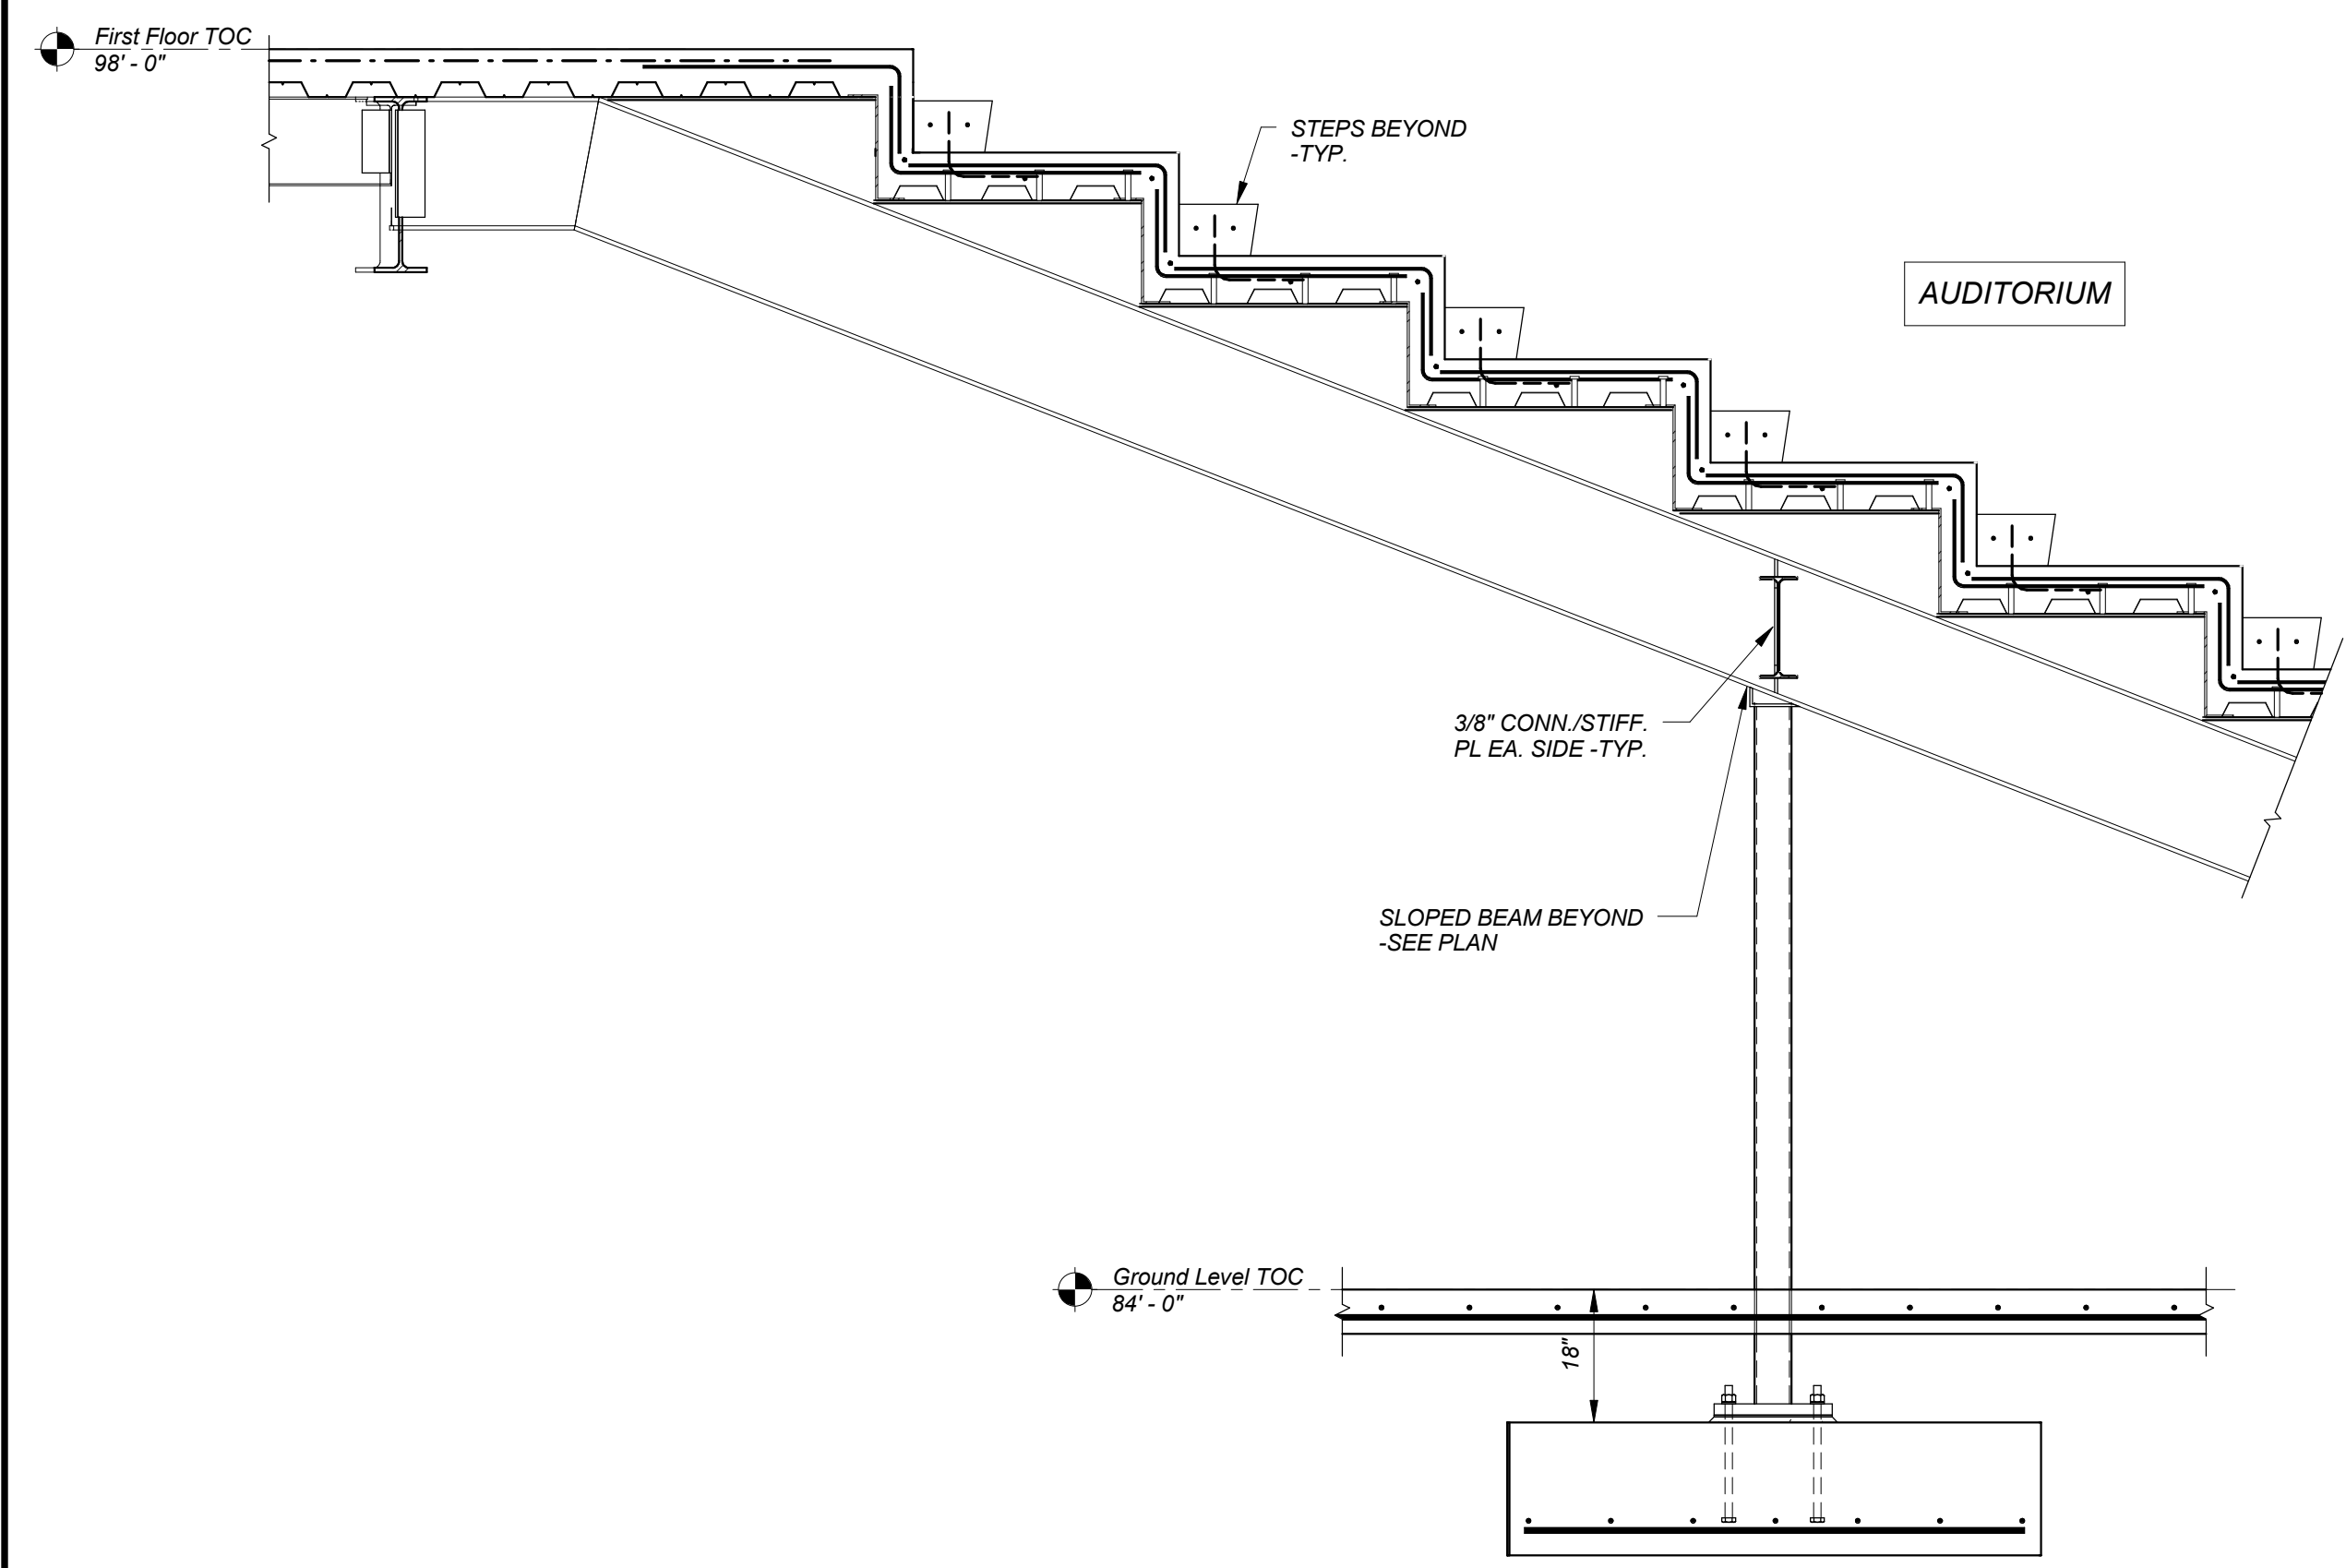 First Floor TOC
98' - 0"
STEPS BEYOND
-TYP.
AUDITORIUM
3/8" CONN./STIFF.
PL EA. SIDE -TYP.
SLOPED BEAM BEYOND
-SEE PLAN
Ground Level TOC
84' - 0"
18"